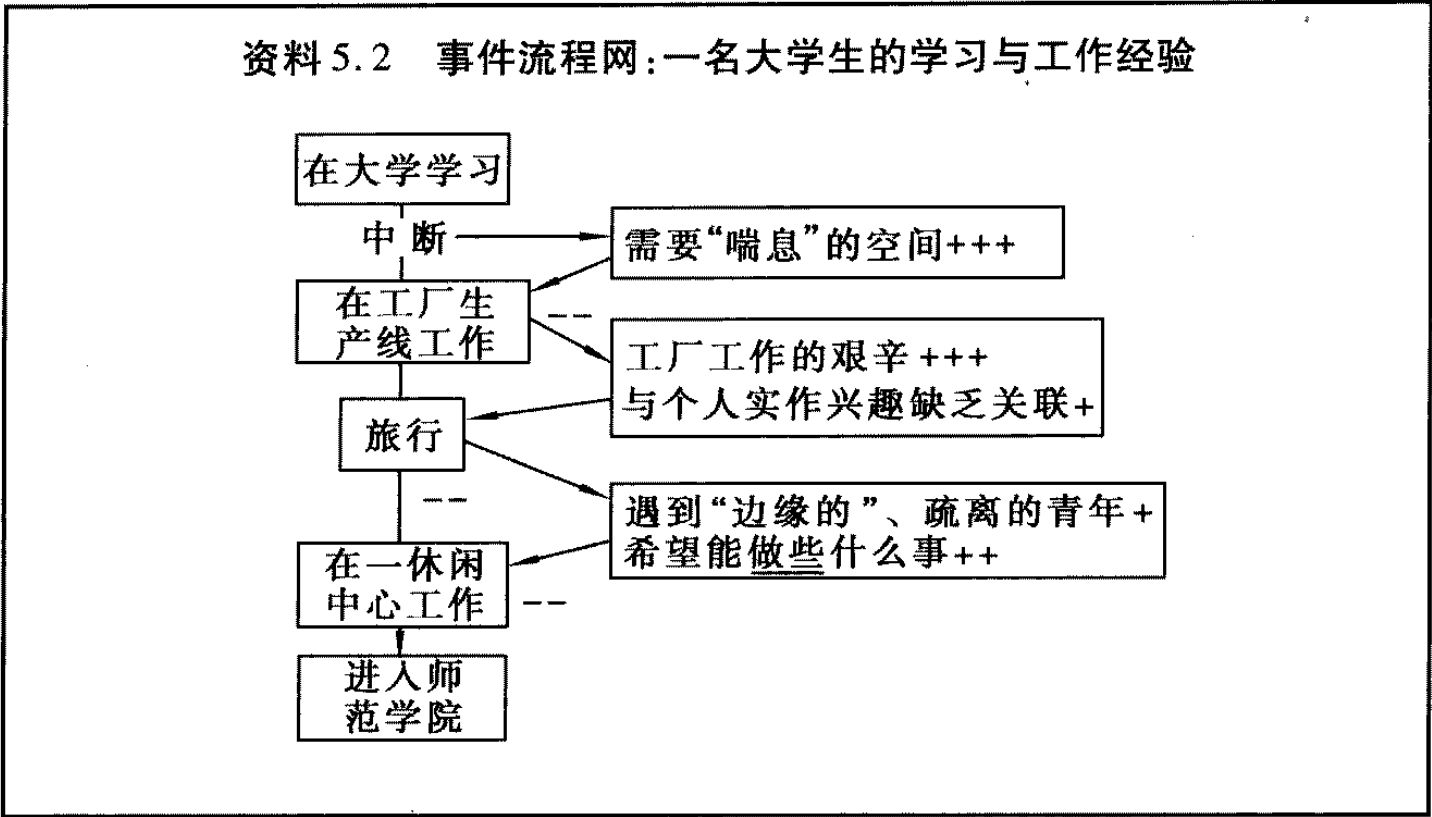 资料5.2 事件流程网:一名大学生的学习与工作经验
在大学学习
中断
需要“喘息”的空间+++
在工厂生
产线工作
--
工厂工作的艰辛+++
与个人实作兴趣缺乏关联+
旅行
--
遇到“边缘的”、疏离的青年+
希望能做些什么事++
在一休闲
中心工作
--
进入师
范学院